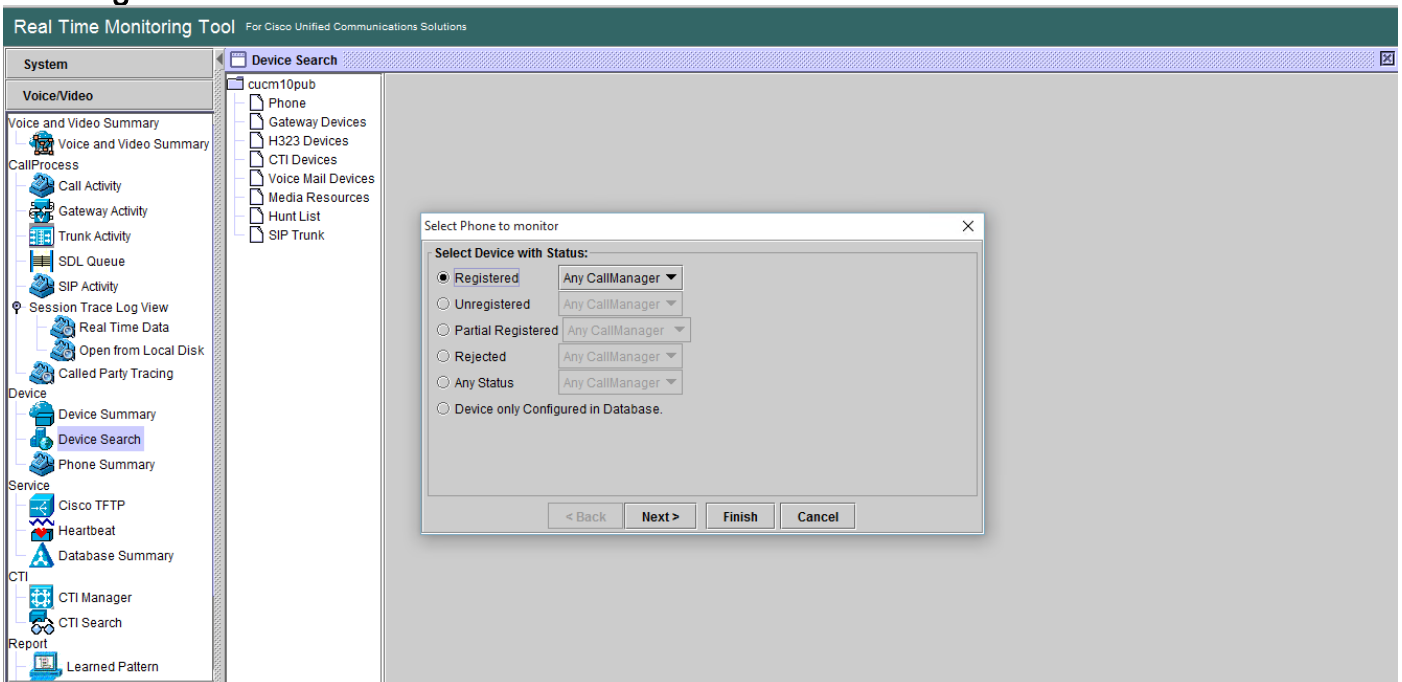 Real Time Monitoring Tool For Cisco Unified Communications Solutions
System
Voice/Video
Voice and Video Summary
Voice and Video Summary
CallProcess
Call Activity
Gateway Activity
Trunk Activity
SDL Queue
SIP Activity
Session Trace Log View
Real Time Data
Open from Local Disk
Called Party Tracing
Device
Device Summary
Device Search
Phone Summary
Service
Cisco TFTP
Heartbeat
Database Summary
CTI
CTI Manager
CTI Search
Report
Learned Pattern
Device Search
cucm10pub
Phone
Gateway Devices
H323 Devices
CTI Devices
Voice Mail Devices
Media Resources
Hunt List
SIP Trunk
Select Phone to monitor
Select Device with Status:
Registered Any CallManager
Unregistered Any CallManager
Partial Registered Any CallManager
Rejected Any CallManager
Any Status Any CallManager
Device only Configured in Database.
< Back Next > Finish Cancel